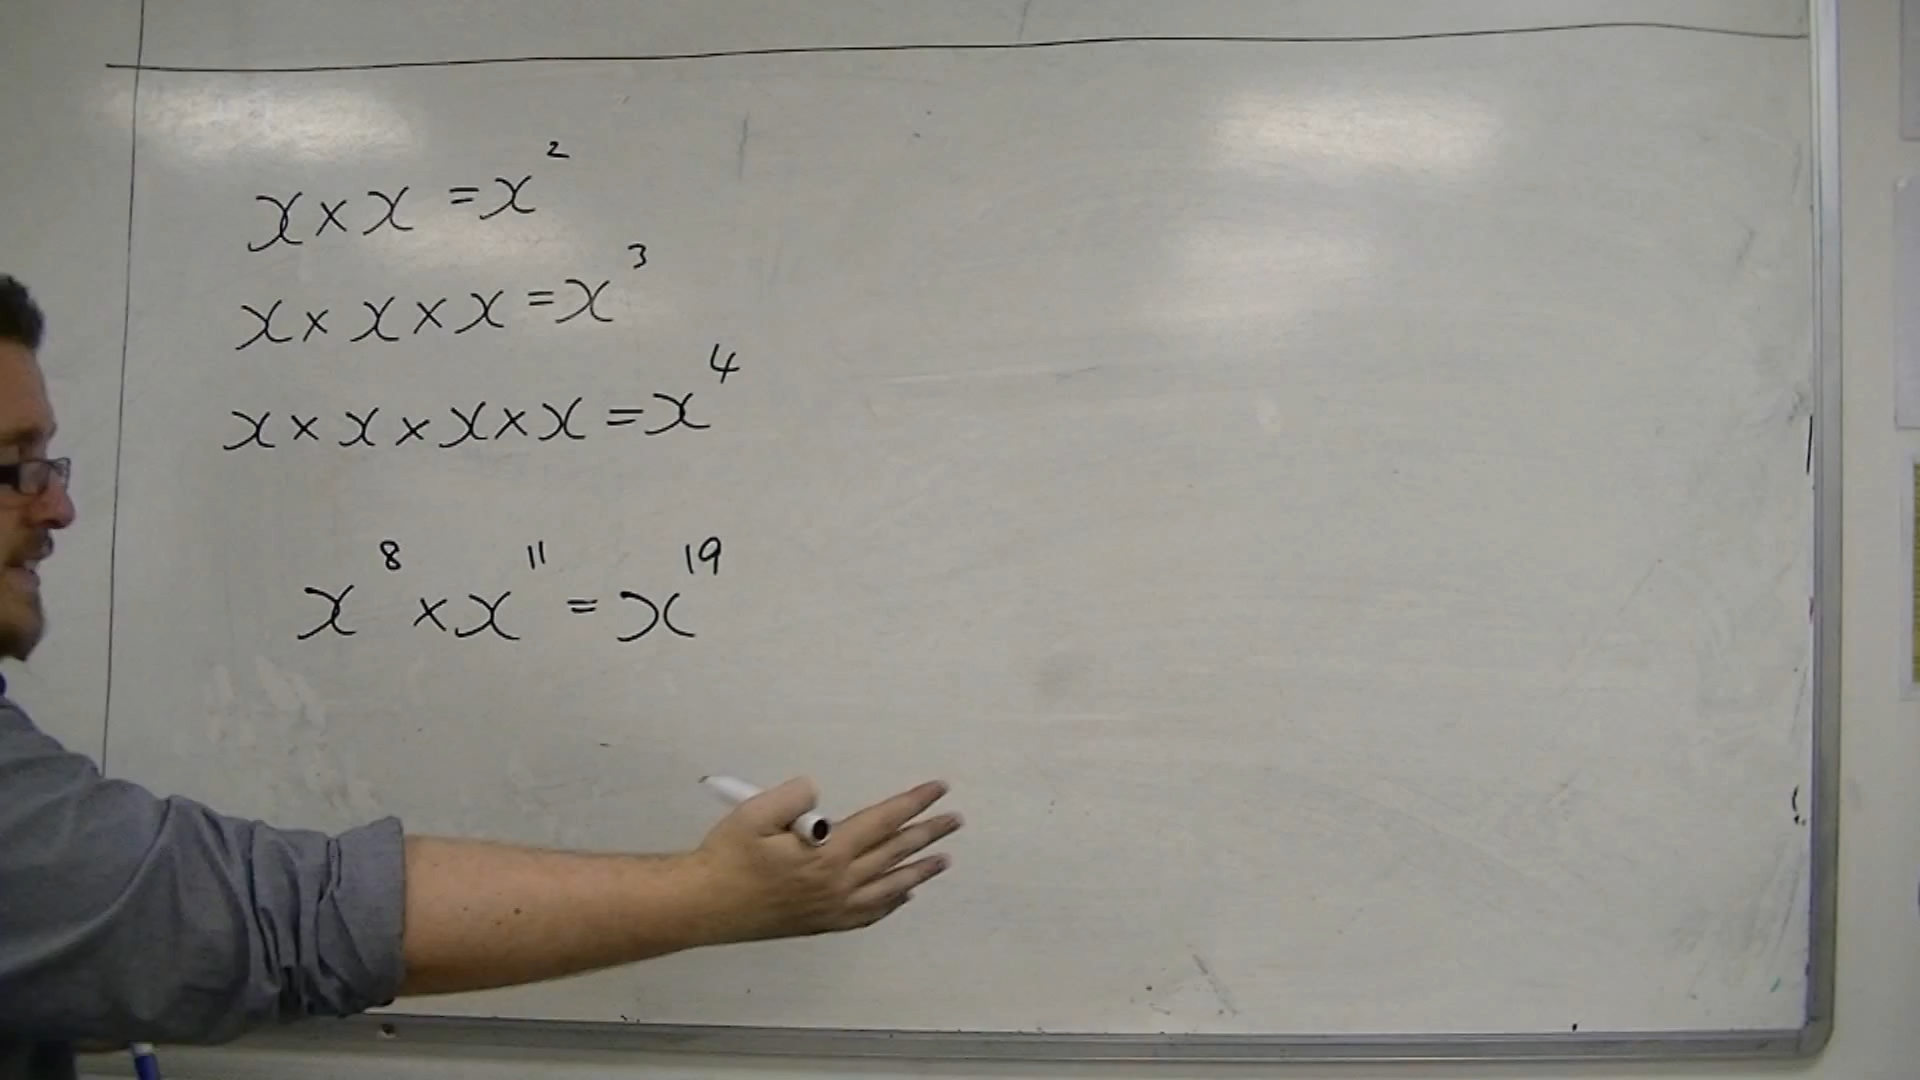 x × x = x²
x × x × x = x³
x × x × x × x = x⁴
x⁸ × x¹¹ = x¹⁹